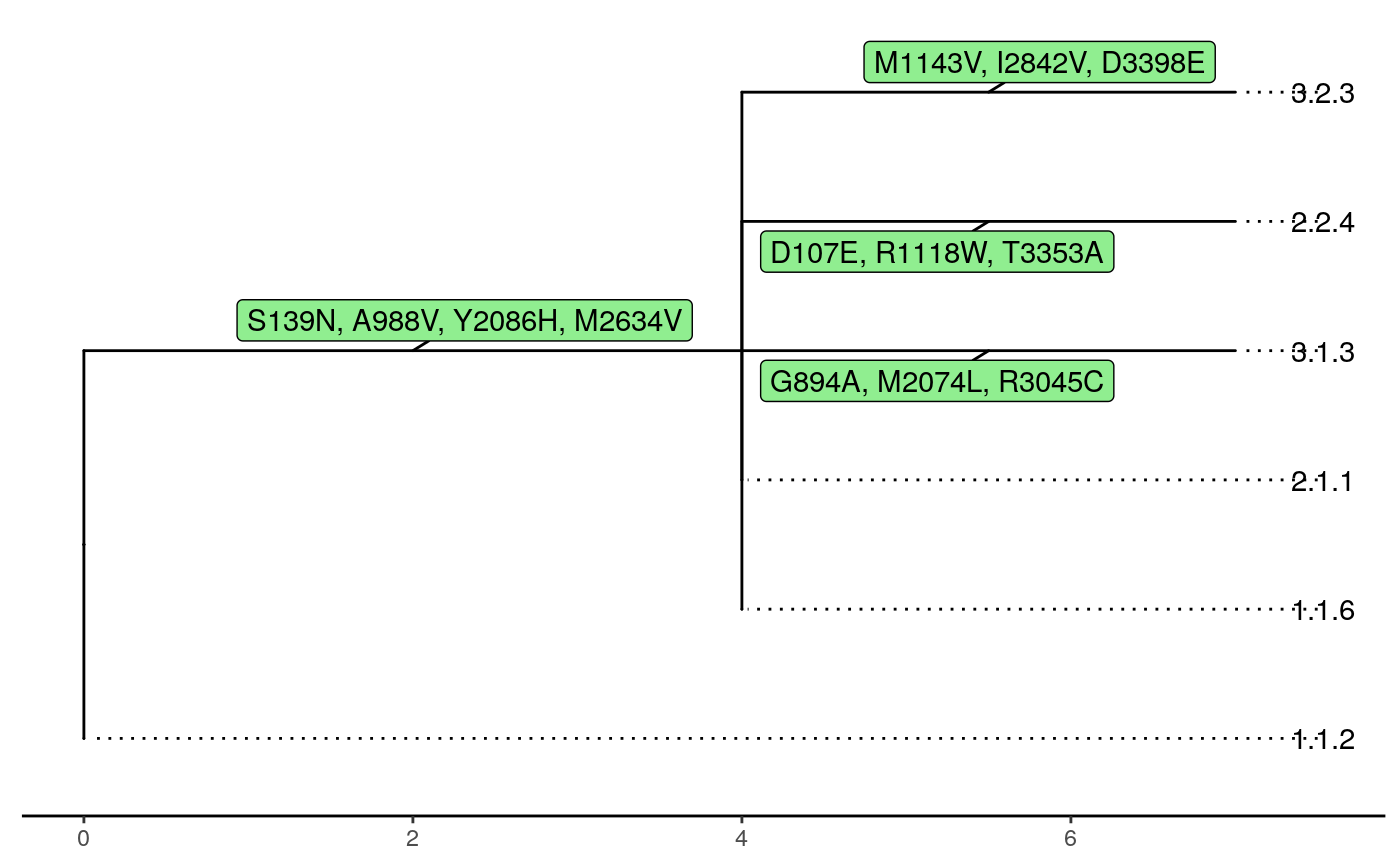 M1143V, I2842V, D3398E
3.2.3
2.2.4
D107E, R1118W, T3353A
S139N, A988V, Y2086H, M2634V
3.1.3
G894A, M2074L, R3045C
2.1.1
1.1.6
1.1.2
0 2 4 6